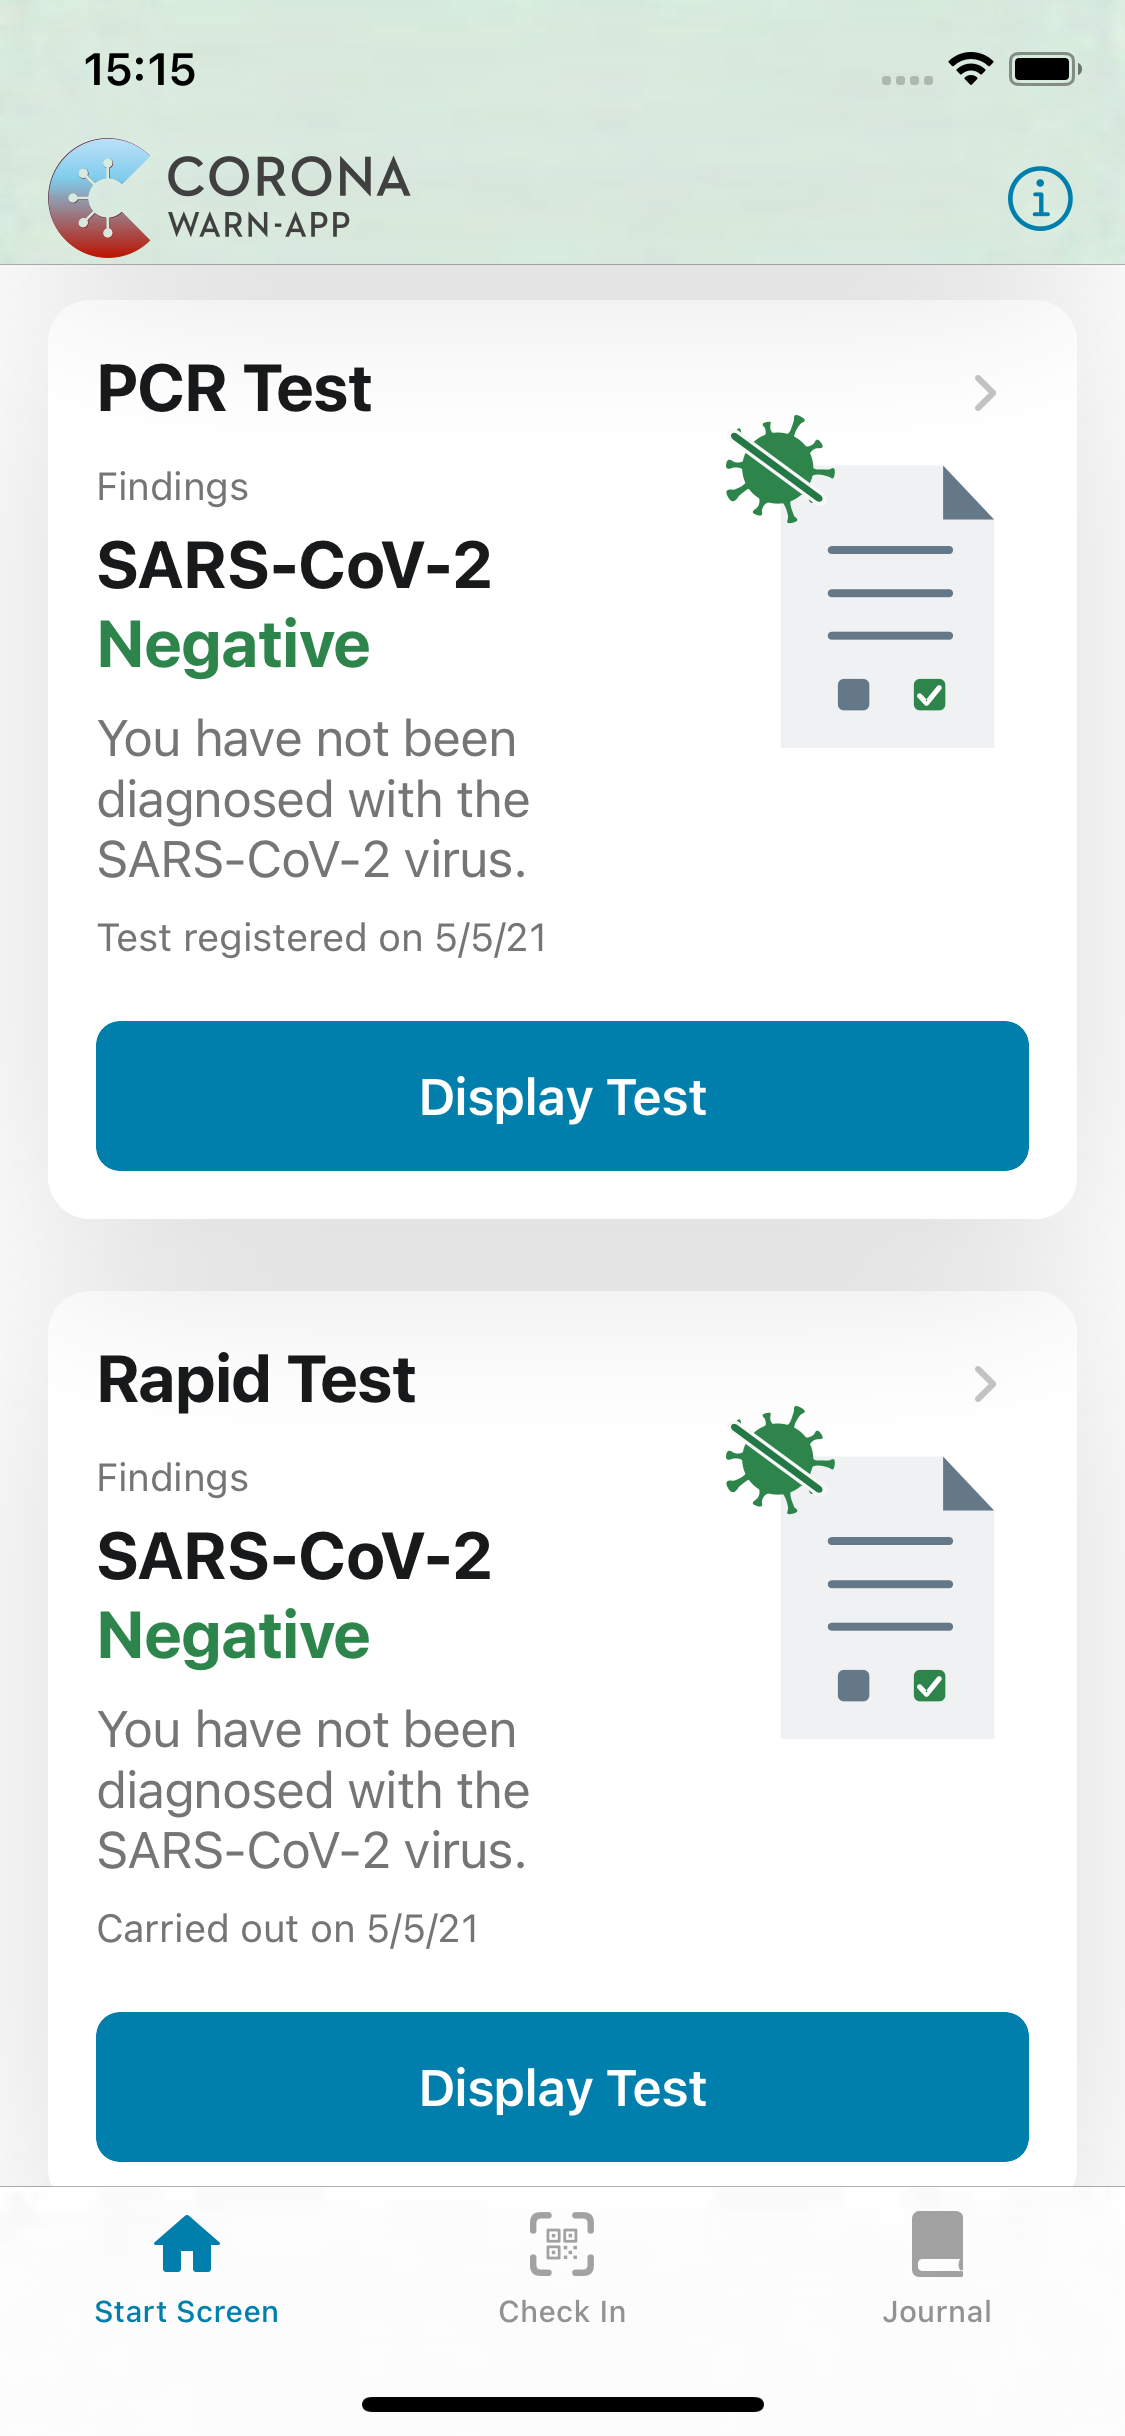 15:15
CORONA
WARN-APP
PCR Test
Findings
SARS-CoV-2
Negative
You have not been
diagnosed with the
SARS-CoV-2 virus.
Test registered on 5/5/21
Display Test
Rapid Test
Findings
SARS-CoV-2
Negative
You have not been
diagnosed with the
SARS-CoV-2 virus.
Carried out on 5/5/21
Display Test
Start Screen
Check In
Journal